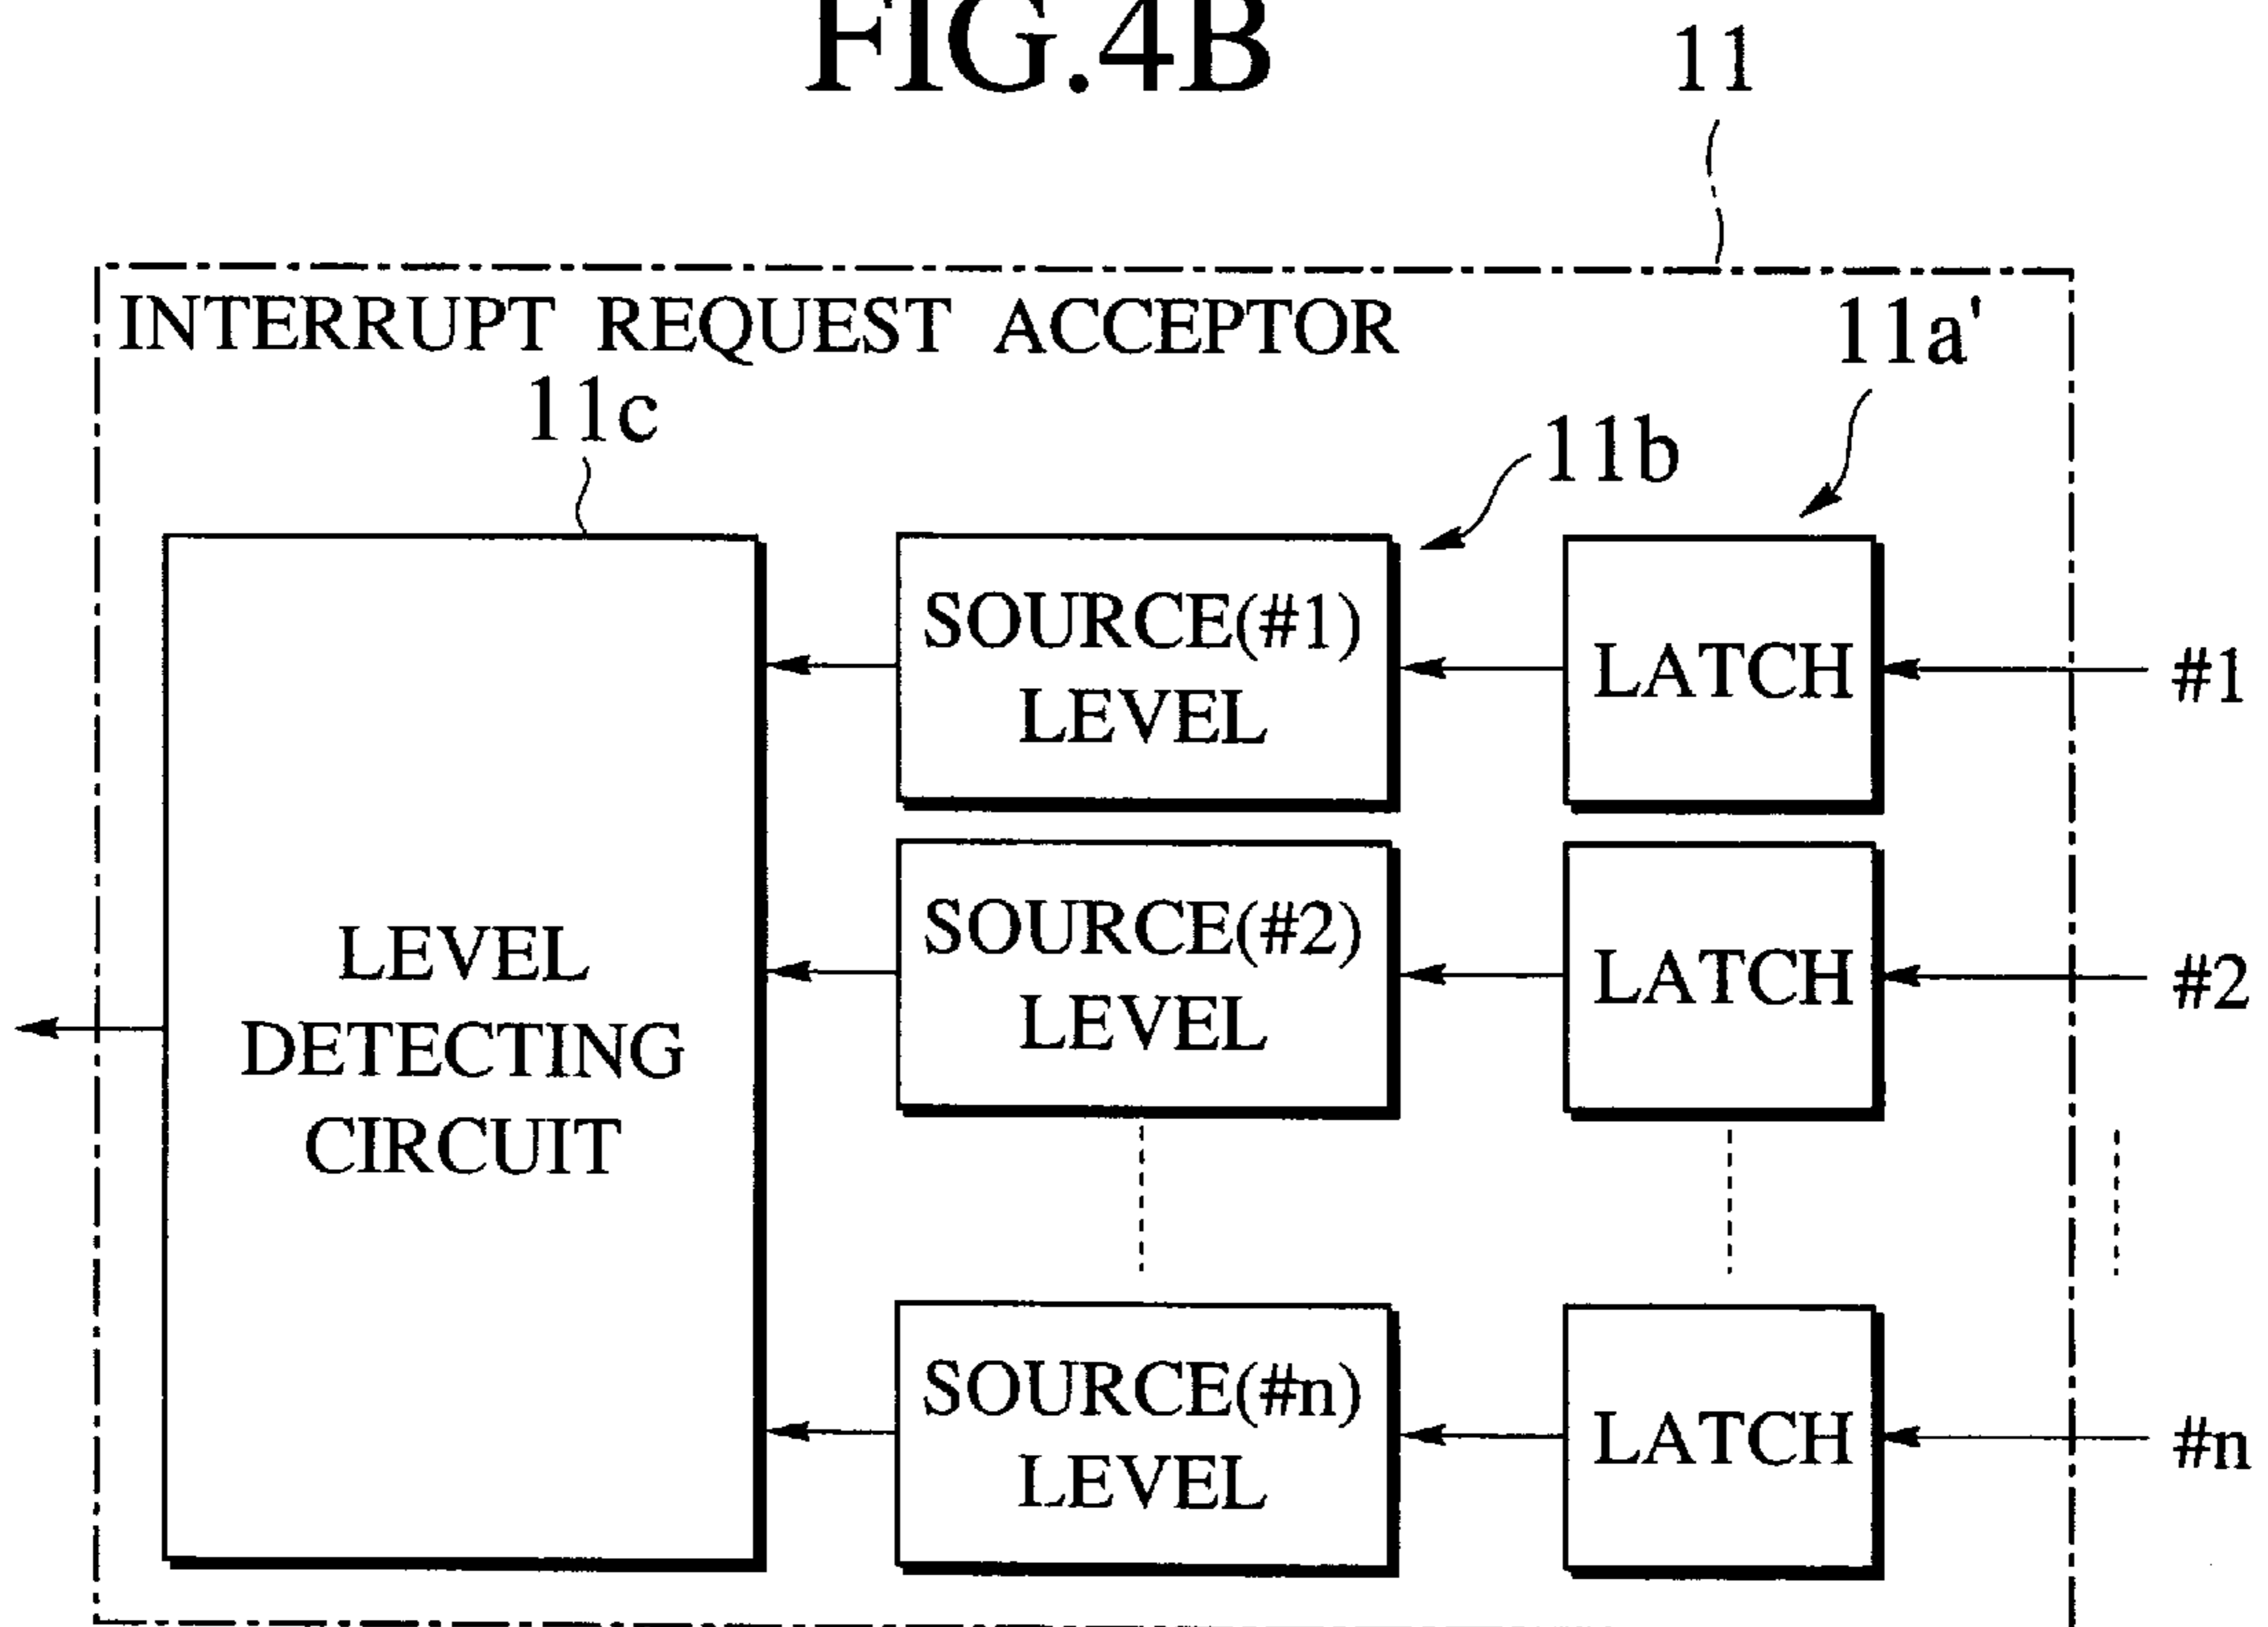 FIG.4B
11
INTERRUPT REQUEST ACCEPTOR
11a'
11c
11b
SOURCE(#1)
LEVEL
LATCH
#1
SOURCE(#2)
LEVEL
LATCH
#2
LEVEL
DETECTING
CIRCUIT
SOURCE(#n)
LEVEL
LATCH
#n